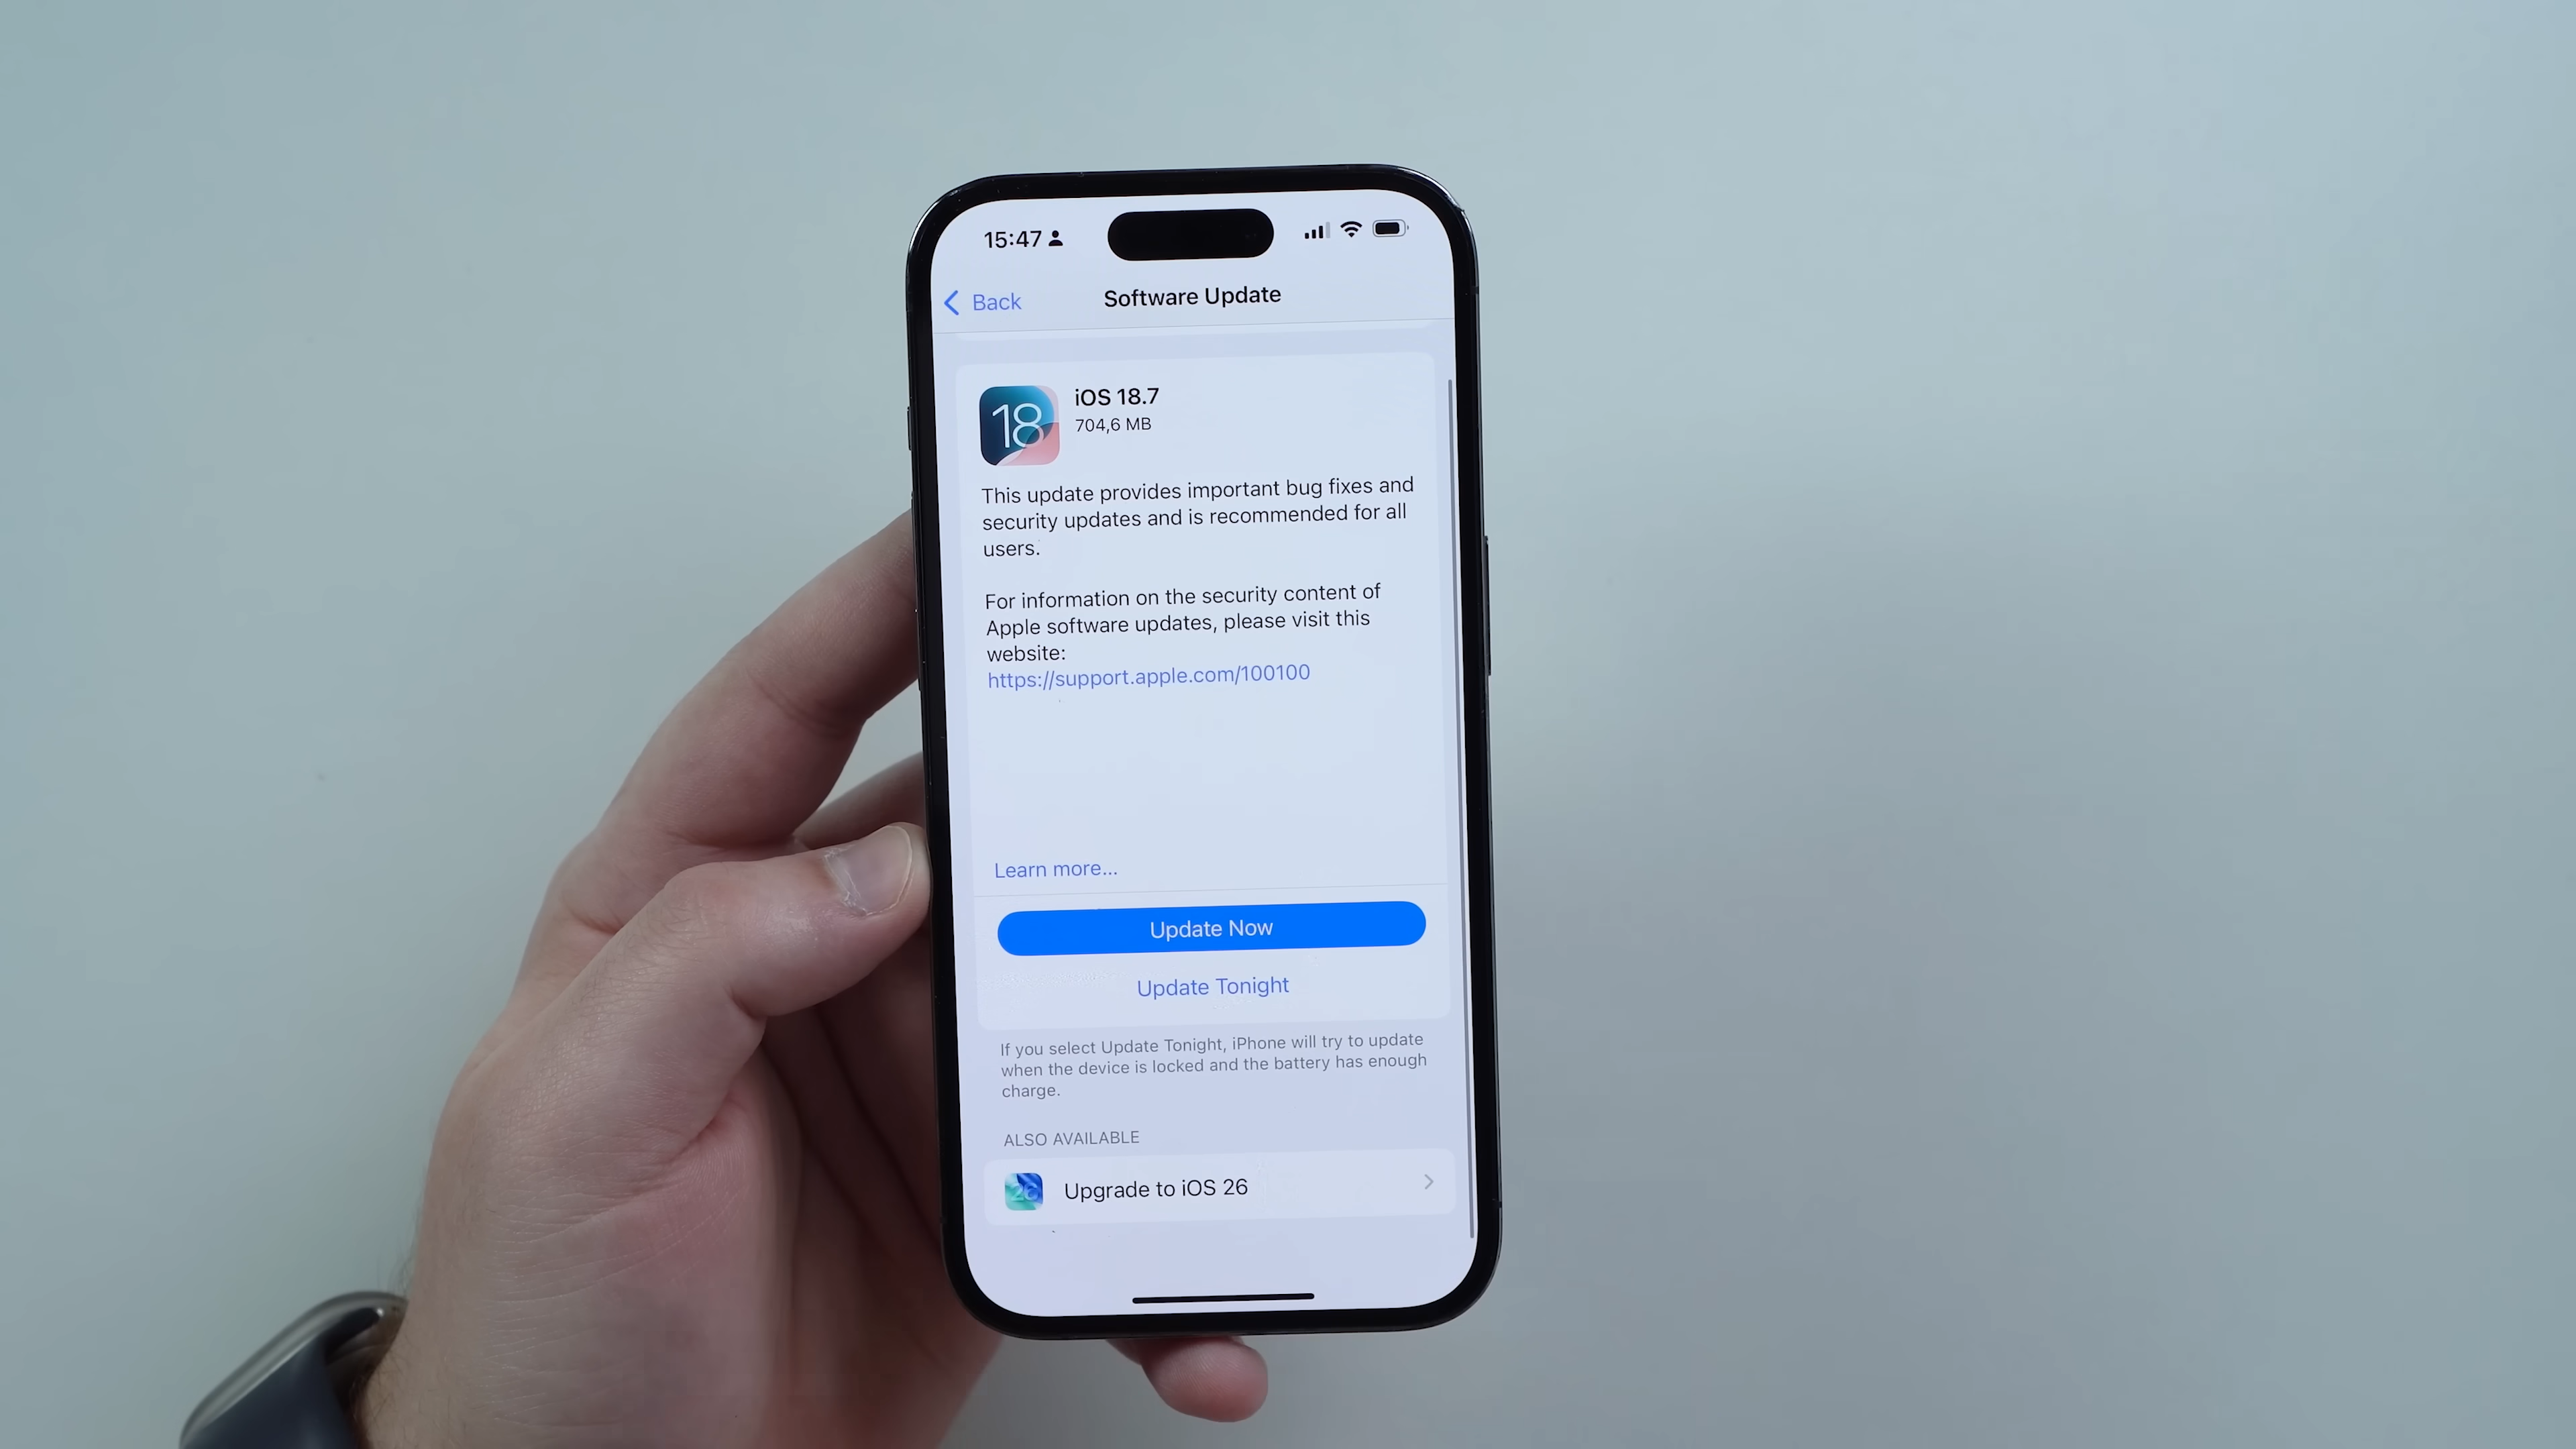 15:47
Back
Software Update
18
iOS 18.7
704,6 MB
This update provides important bug fixes and
security updates and is recommended for all
users.
For information on the security content of
Apple software updates, please visit this
website:
https://support.apple.com/100100
Learn more...
Update Now
Update Tonight
If you select Update Tonight, iPhone will try to update
when the device is locked and the battery has enough
charge.
ALSO AVAILABLE
26
Upgrade to iOS 26